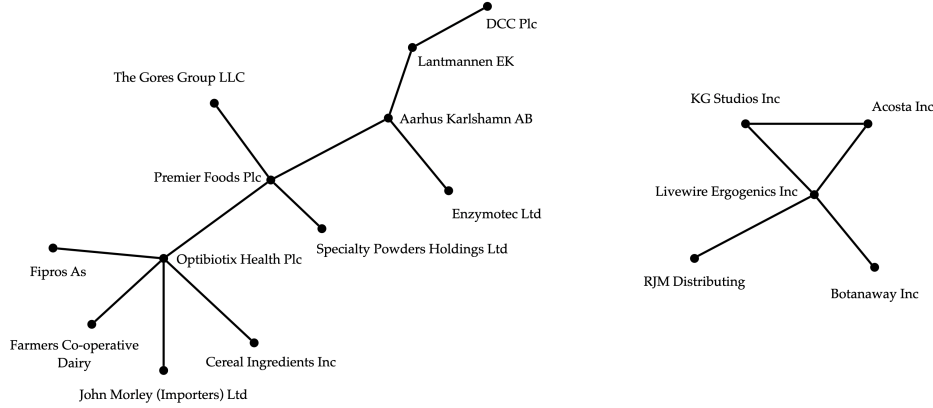 DCC Plc
Lantmannen EK
The Gores Group LLC
KG Studios Inc
Acosta Inc
Aarhus Karlshamn AB
Premier Foods Plc
Livewire Ergogenics Inc
Enzymotec Ltd
Specialty Powders Holdings Ltd
Optibiotix Health Plc
Fipros As
RJM Distributing
Botanaway Inc
Farmers Co-operative
Dairy
Cereal Ingredients Inc
John Morley (Importers) Ltd